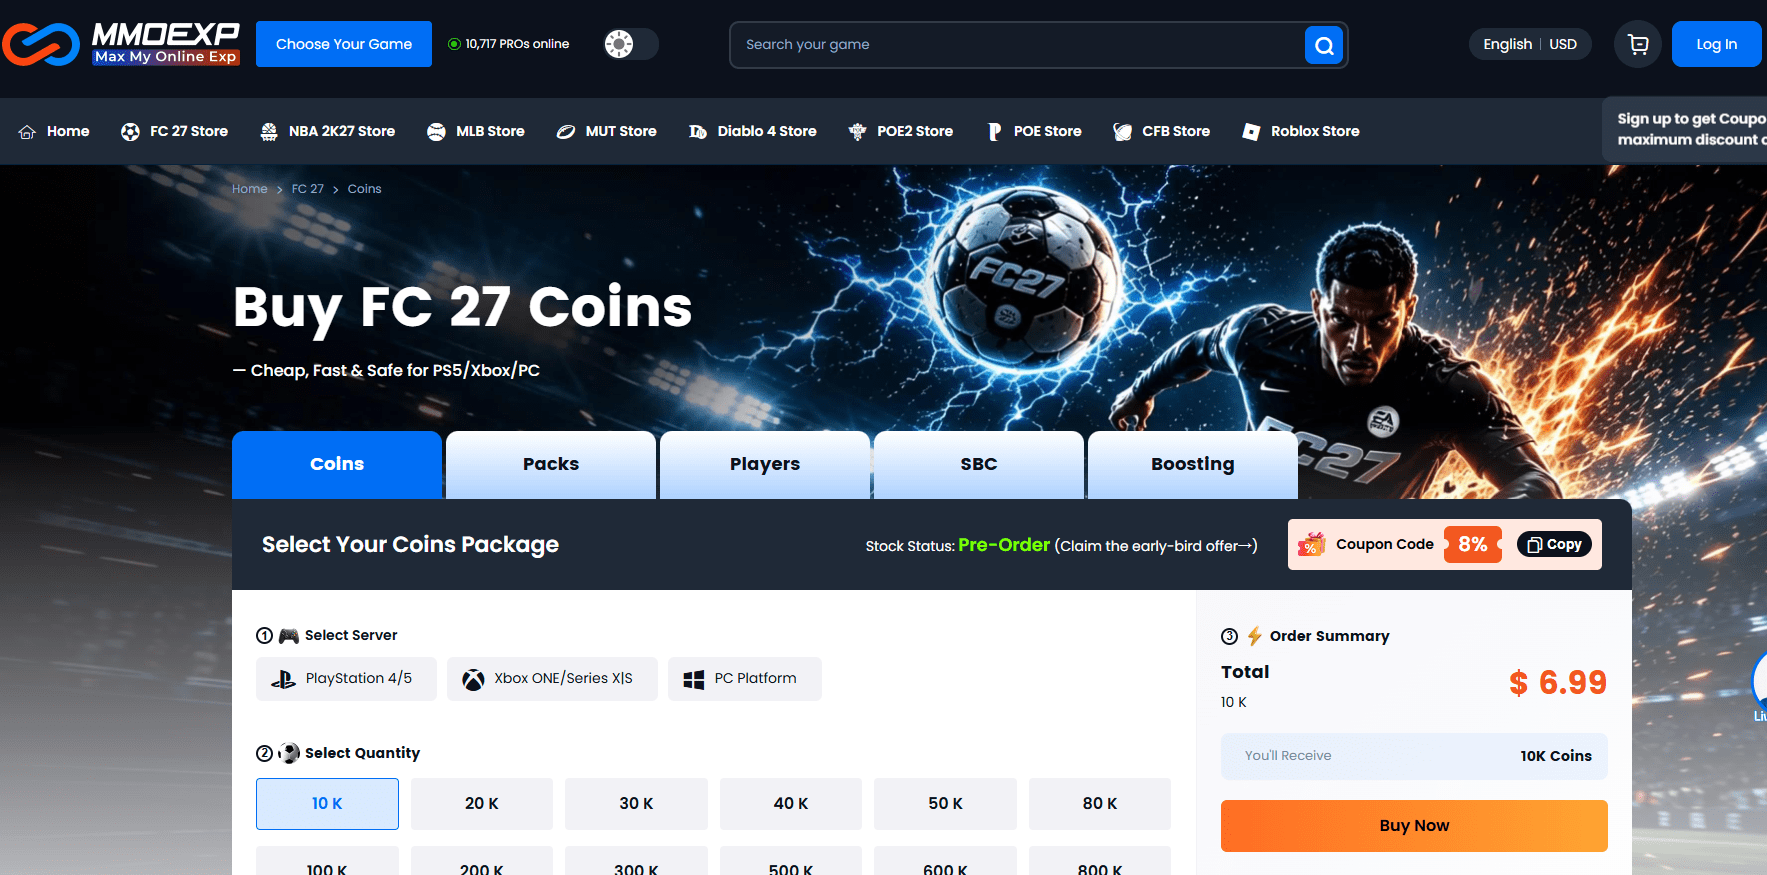 MMOEXP
Max My Online Exp
Choose Your Game
10,717 PROs online
Search your game
English | USD
Log In
Home
FC 27 Store
NBA 2K27 Store
MLB Store
MUT Store
Diablo 4 Store
POE2 Store
POE Store
CFB Store
Roblox Store
Sign up to get Coupo
maximum discount
Home > FC 27 > Coins
FC27
Buy FC 27 Coins
— Cheap, Fast & Safe for PS5/Xbox/PC
EA
FC27
Coins
Packs
Players
SBC
Boosting
Select Your Coins Package
Stock Status: Pre-Order (Claim the early-bird offer→)
% Coupon Code 8% Copy
1 Select Server
PlayStation 4/5
Xbox ONE/Series X|S
PC Platform
2 Select Quantity
10 K
20 K
30 K
40 K
50 K
80 K
100 K
200 K
300 K
500 K
600 K
800 K
3 Order Summary
Total
$ 6.99
10 K
You'll Receive
10K Coins
Buy Now